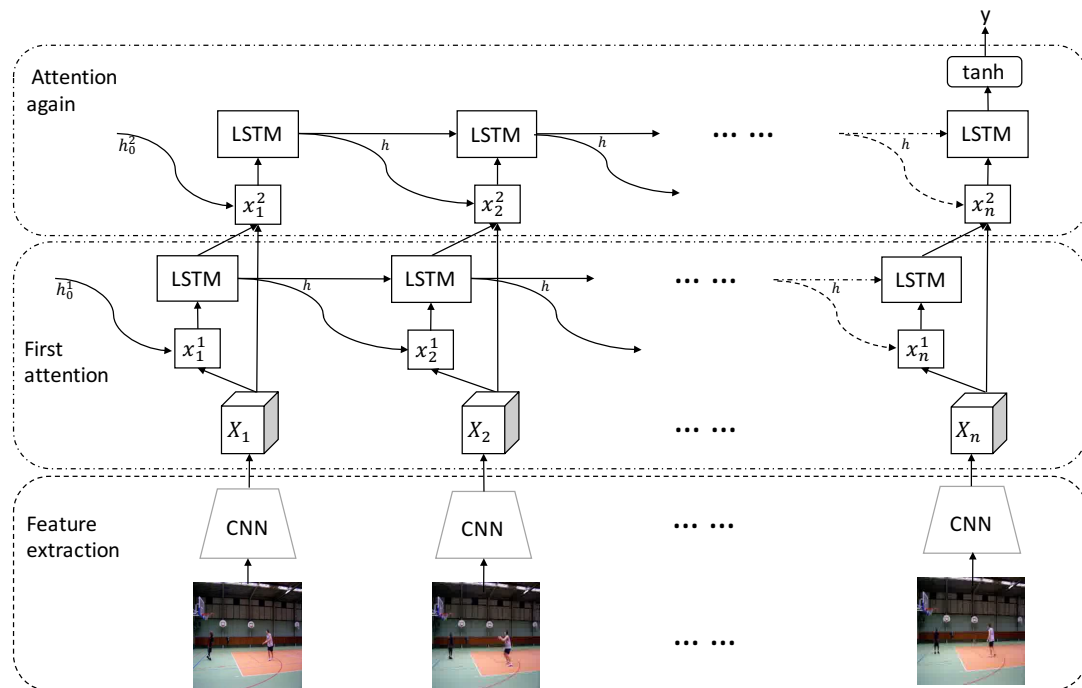 y
tanh
Attention
again
LSTM LSTM … … LSTM
$h_0^2$ $h$ $h$ $h$
$x_1^2$ $x_2^2$ $x_n^2$
LSTM LSTM … … LSTM
$h_0^1$ $h$ $h$ $h$
$x_1^1$ $x_2^1$ $x_n^1$
First
attention
$X_1$ $X_2$ … … $X_n$
Feature
extraction
CNN CNN … … CNN
… …